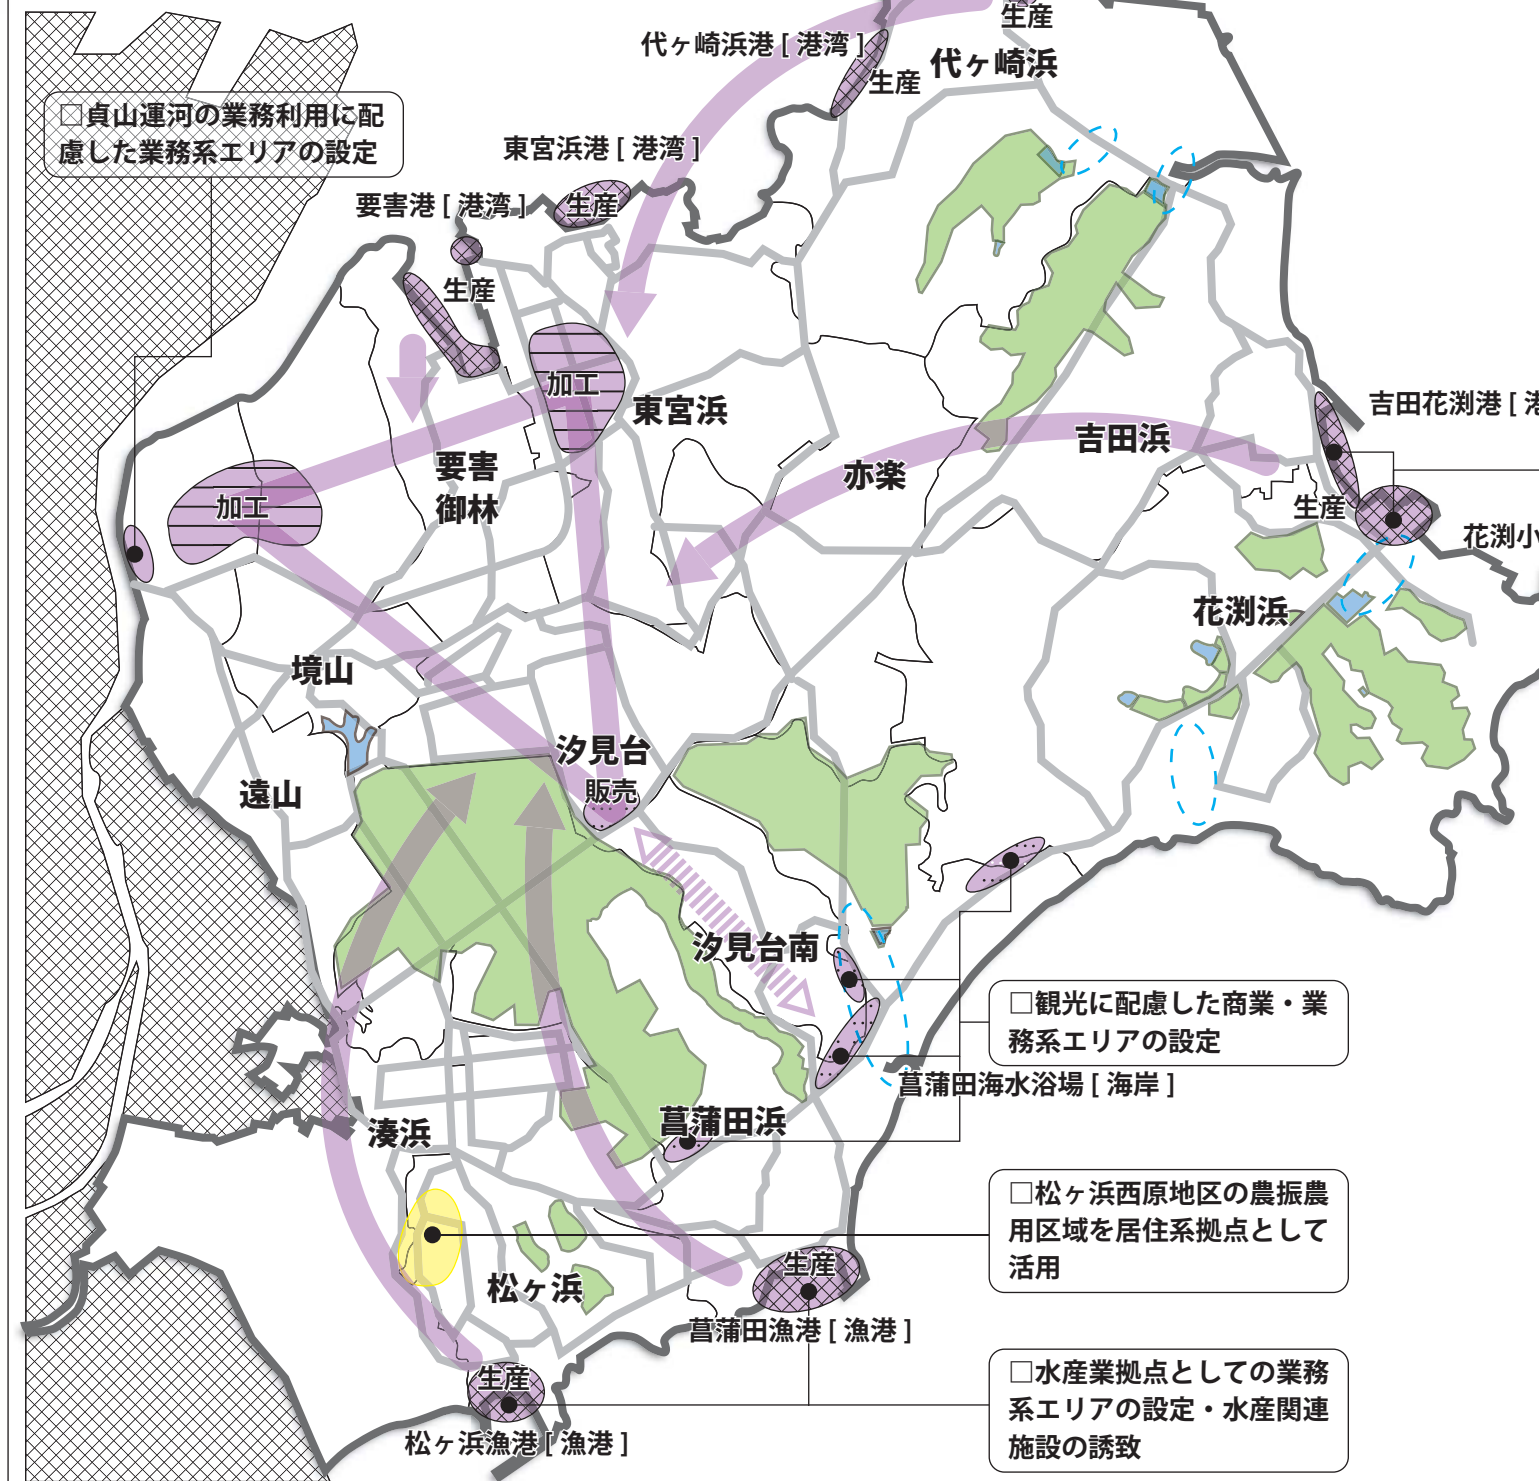 生産
代ヶ崎浜港 [ 港湾 ]
代ヶ崎浜
生産
□貞山運河の業務利用に配
慮した業務系エリアの設定
東宮浜港 [ 港湾 ]
要害港 [ 港湾 ]
生産
生産
加工
東宮浜
吉田花渕港 [ 港
吉田浜
要害
御林
亦楽
加工
生産
花渕小
花渕浜
境山
汐見台
販売
遠山
汐見台南
□観光に配慮した商業・業
務系エリアの設定
菖蒲田海水浴場 [ 海岸 ]
菖蒲田浜
湊浜
□松ヶ浜西原地区の農振農
用区域を居住系拠点として
活用
生産
松ヶ浜
菖蒲田漁港 [ 漁港 ]
生産
□水産業拠点としての業務
系エリアの設定・水産関連
施設の誘致
松ヶ浜漁港 [ 漁港 ]